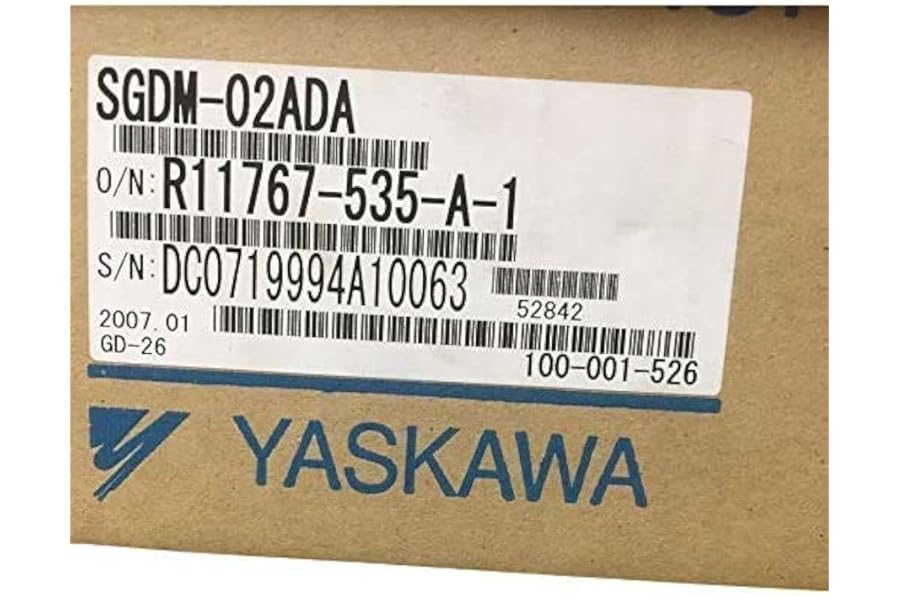 SGDM-02ADA
O/N: R11767-535-A-1
S/N: DC0719994A10063
52842
2007.01
GD-26
100-001-526
YASKAWA